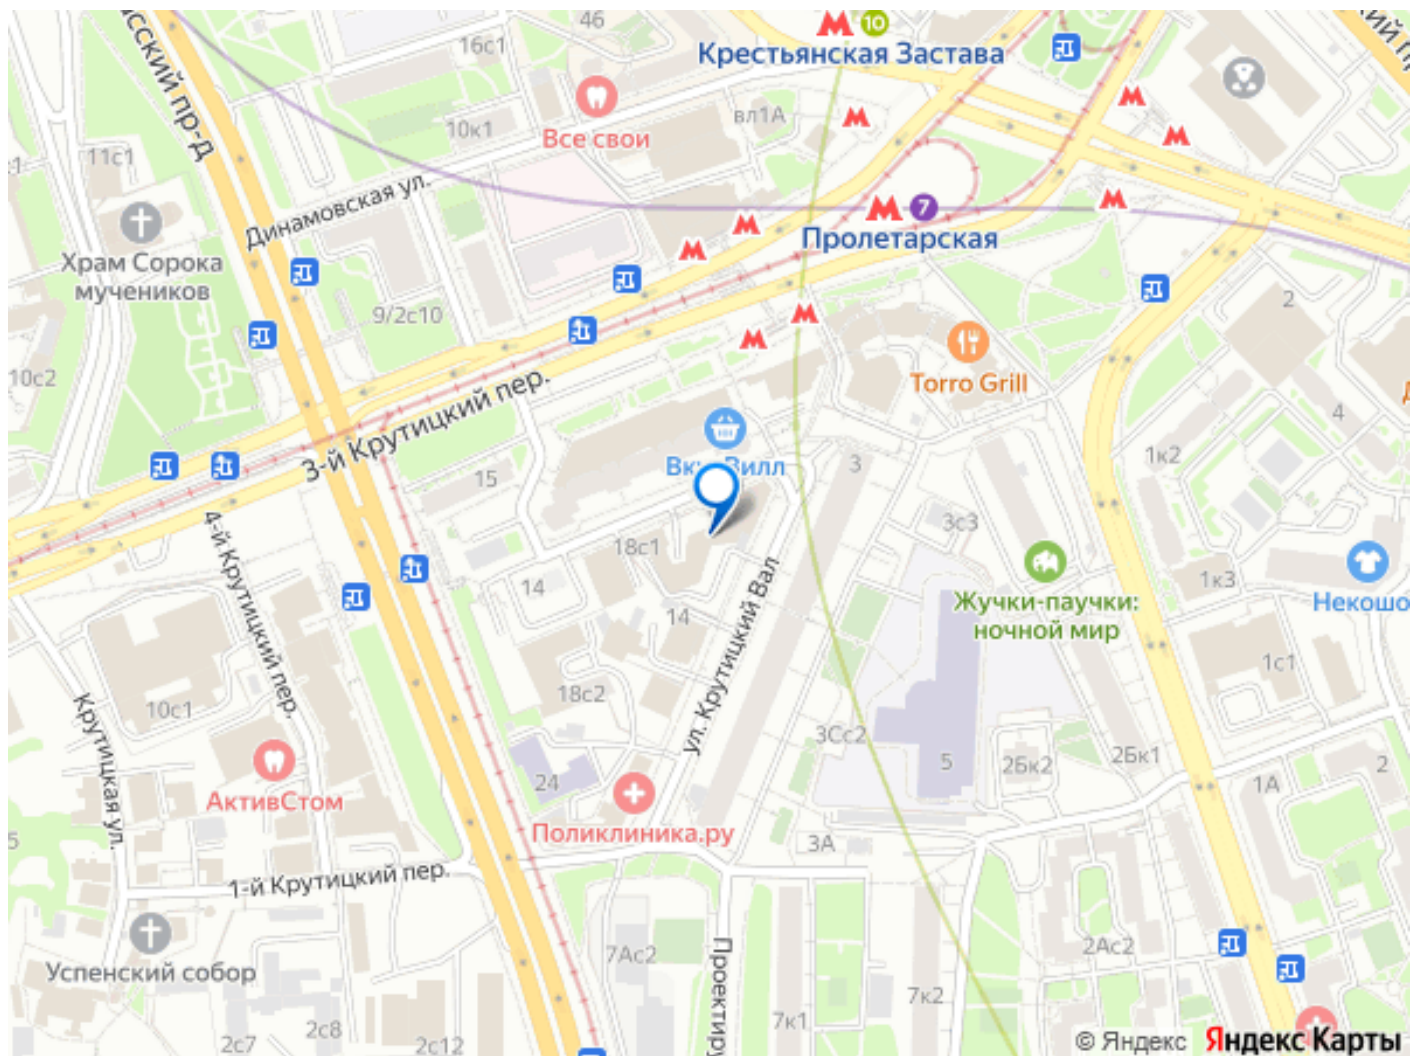 46
10
Крестьянская Застава
16с1
Все свои
10к1
вл1А
11с1
Динамовская ул.
7
Пролетарская
Храм Сорока
мучеников
9/2с10
2
10с2
Torro Grill
3-й Крутицкий пер.
4
15
3
1к2
4-й Крутицкий пер.
3с3
18с1
14
1к3
Жучки-паучки:
ночной мир
14
ул. Крутицкий Вал
1с1
18с2
10с1
Крутицкая ул.
3Сс2
5
2Бк2
2Бк1
2
24
1А
АктивСтом
Поликлиника.ру
3А
1-й Крутицкий пер.
Успенский собор
7Ас2
2Ас2
7к2
7к1
2с8
2с7
2с12
© Яндекс Яндекс Карты